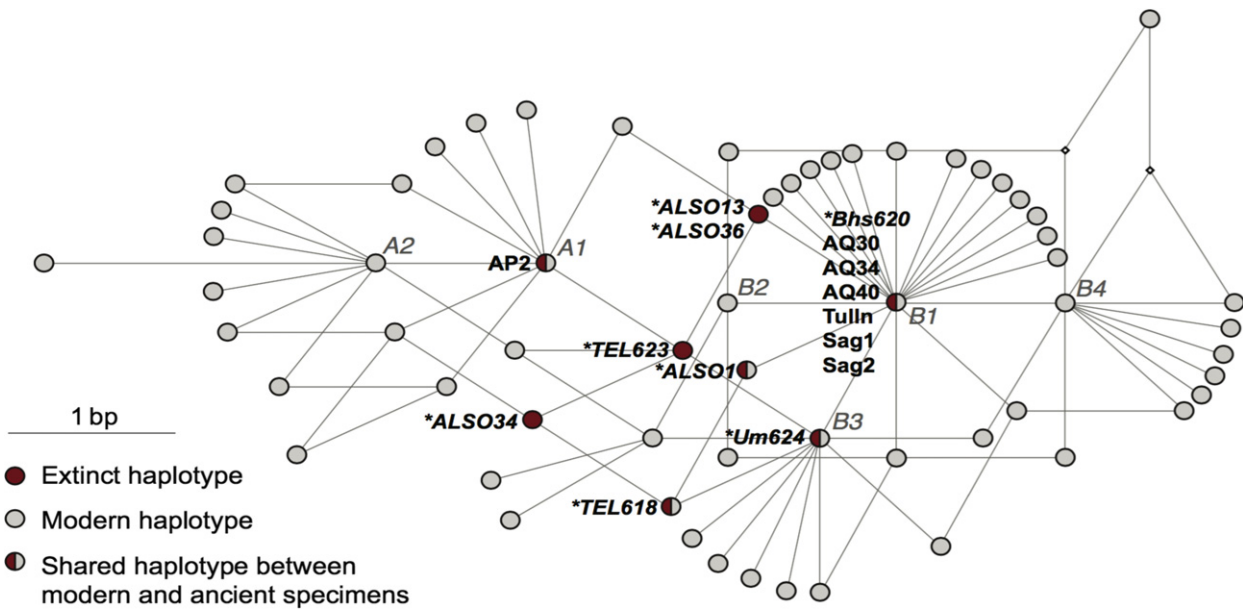 *ALSO13
*ALSO36
*Bhs620
AQ30
AQ34
AQ40
Tulln
Sag1
Sag2
A2
A1
AP2
B2
B1
B4
*TEL623
*ALSO1
*ALSO34
B3
*Um624
*TEL618
1 bp
Extinct haplotype
Modern haplotype
Shared haplotype between
modern and ancient specimens